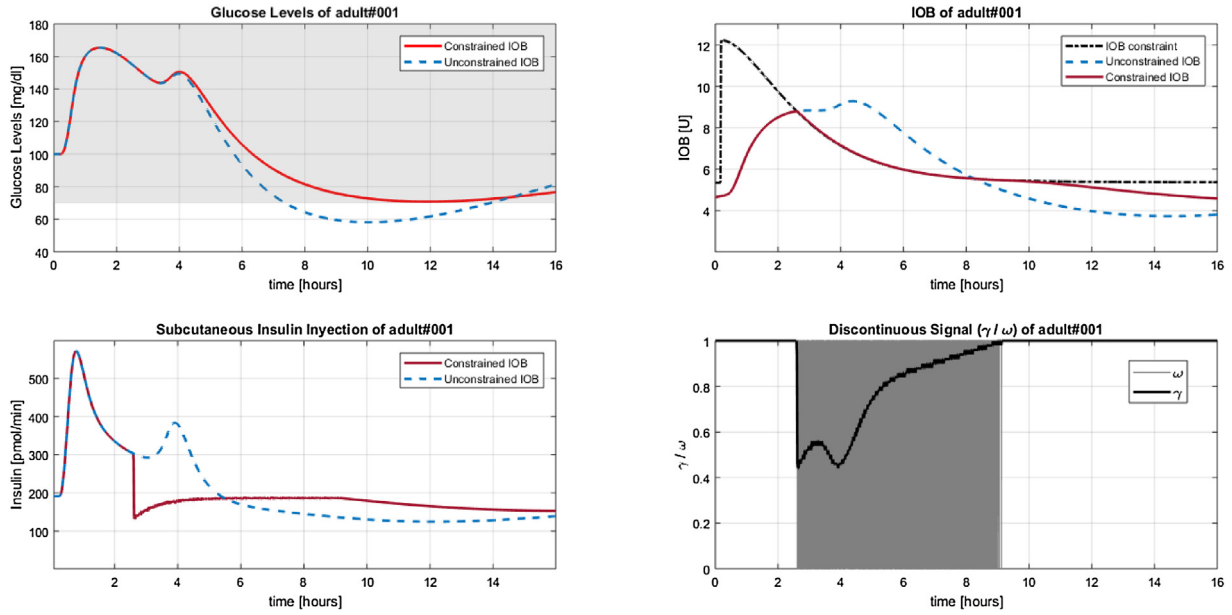 Glucose Levels of adult#001
Glucose Levels [mg/dl]
180
160
140
120
100
80
60
40
Constrained IOB
Unconstrained IOB
0 2 4 6 8 10 12 14 16
time [hours]
IOB of adult#001
IOB [U]
12
10
8
6
4
IOB constraint
Unconstrained IOB
Constrained IOB
0 2 4 6 8 10 12 14 16
time [hours]
Subcutaneous Insulin Inyection of adult#001
Insulin [pmol/min]
500
400
300
200
100
Constrained IOB
Unconstrained IOB
2 4 6 8 10 12 14 16
time [hours]
Discontinuous Signal (γ / ω) of adult#001
γ / ω
1
0.8
0.6
0.4
0.2
0
ω
γ
0 2 4 6 8 10 12 14 16
time [hours]